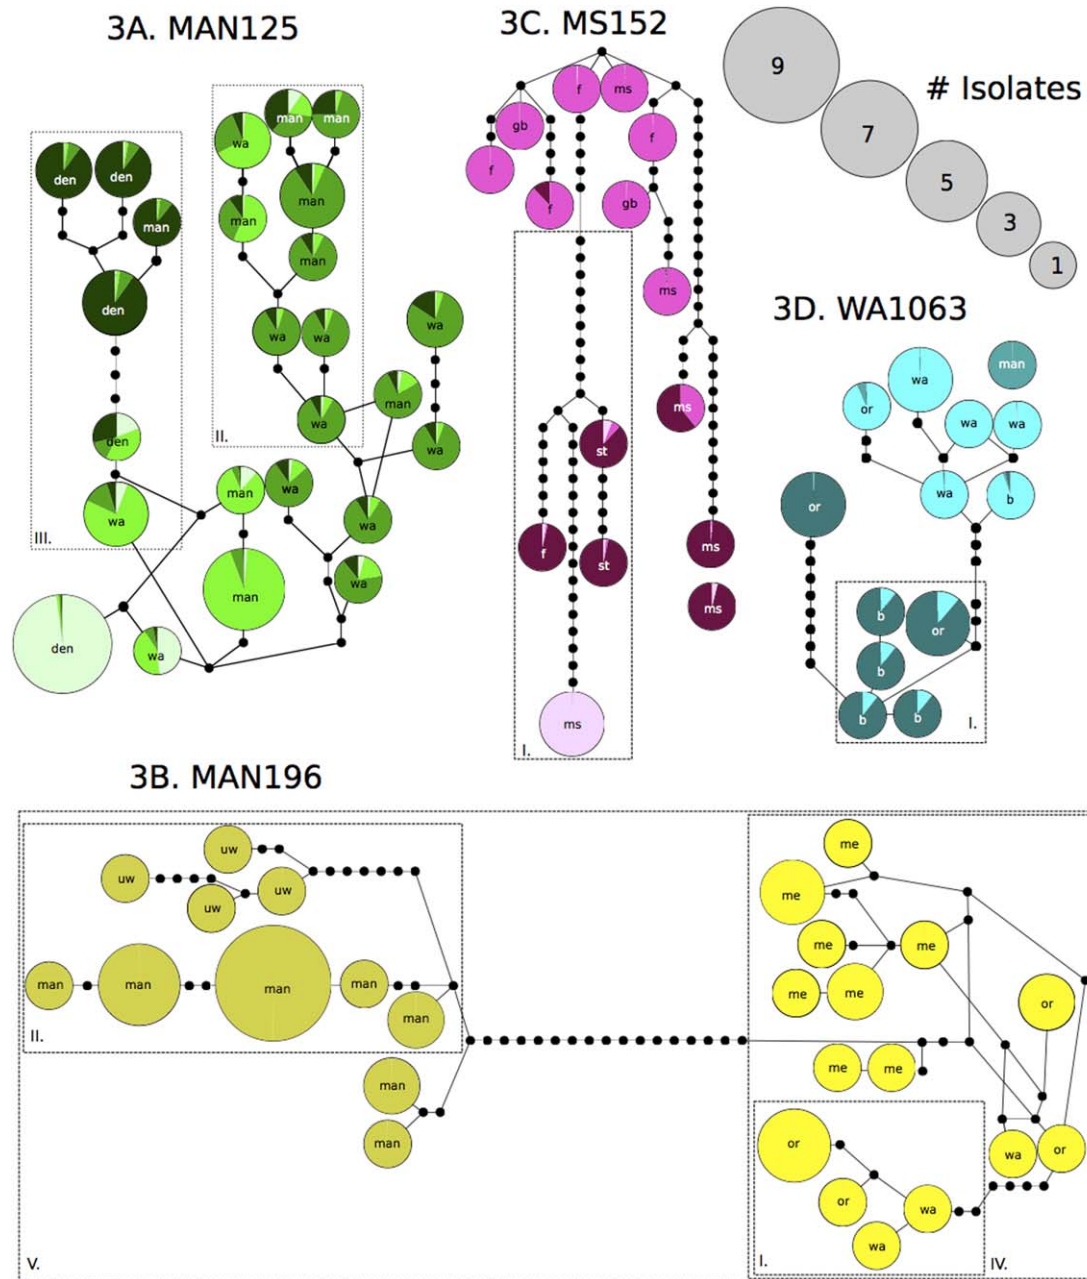 3A. MAN125
3C. MS152
9
7
5
3
1
# Isolates
den
den
man
den
den
wa
III.
wa
man
man
man
man
man
wa
wa
wa
II.
wa
man
wa
man
wa
wa
man
wa
den
wa
f
ms
gb
f
f
f
gb
ms
ms
st
f
st
ms
ms
ms
I.
3D. WA1063
wa
man
or
wa
wa
wa
b
or
b
or
b
b
b
I.
3B. MAN196
uw
uw
uw
uw
man
man
man
man
man
II.
man
man
me
me
me
me
me
me
or
me
me
or
or
wa
wa
wa
or
I.
IV.
V.